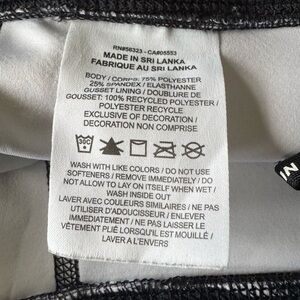 RN#56323 - CA#05553
MADE IN SRI LANKA
FABRIQUE AU SRI LANKA
BODY / CORPS: 75% POLYESTER
25% SPANDEX / ELASTHANNE
GUSSET LINING / DOUBLURE DE
GOUSSET: 100% RECYCLED POLYESTER /
POLYESTER RECYCLE
EXCLUSIVE OF DECORATION /
DECORATION NON COMPRISE
WASH WITH LIKE COLORS / DO NOT USE
SOFTENERS / REMOVE IMMEDIATELY / DO
NOT ALLOW TO LAY ON ITSELF WHEN WET /
WASH INSIDE OUT
LAVER AVEC COULEURS SIMILAIRES / NE PAS
UTILISER D'ADOUCISSEUR / ENLEVER
IMMÉDIATEMENT / NE PAS LAISSER LE
VÊTEMENT PLIÉ LORSQU'IL EST MOUILLÉ /
LAVER A L'ENVERS